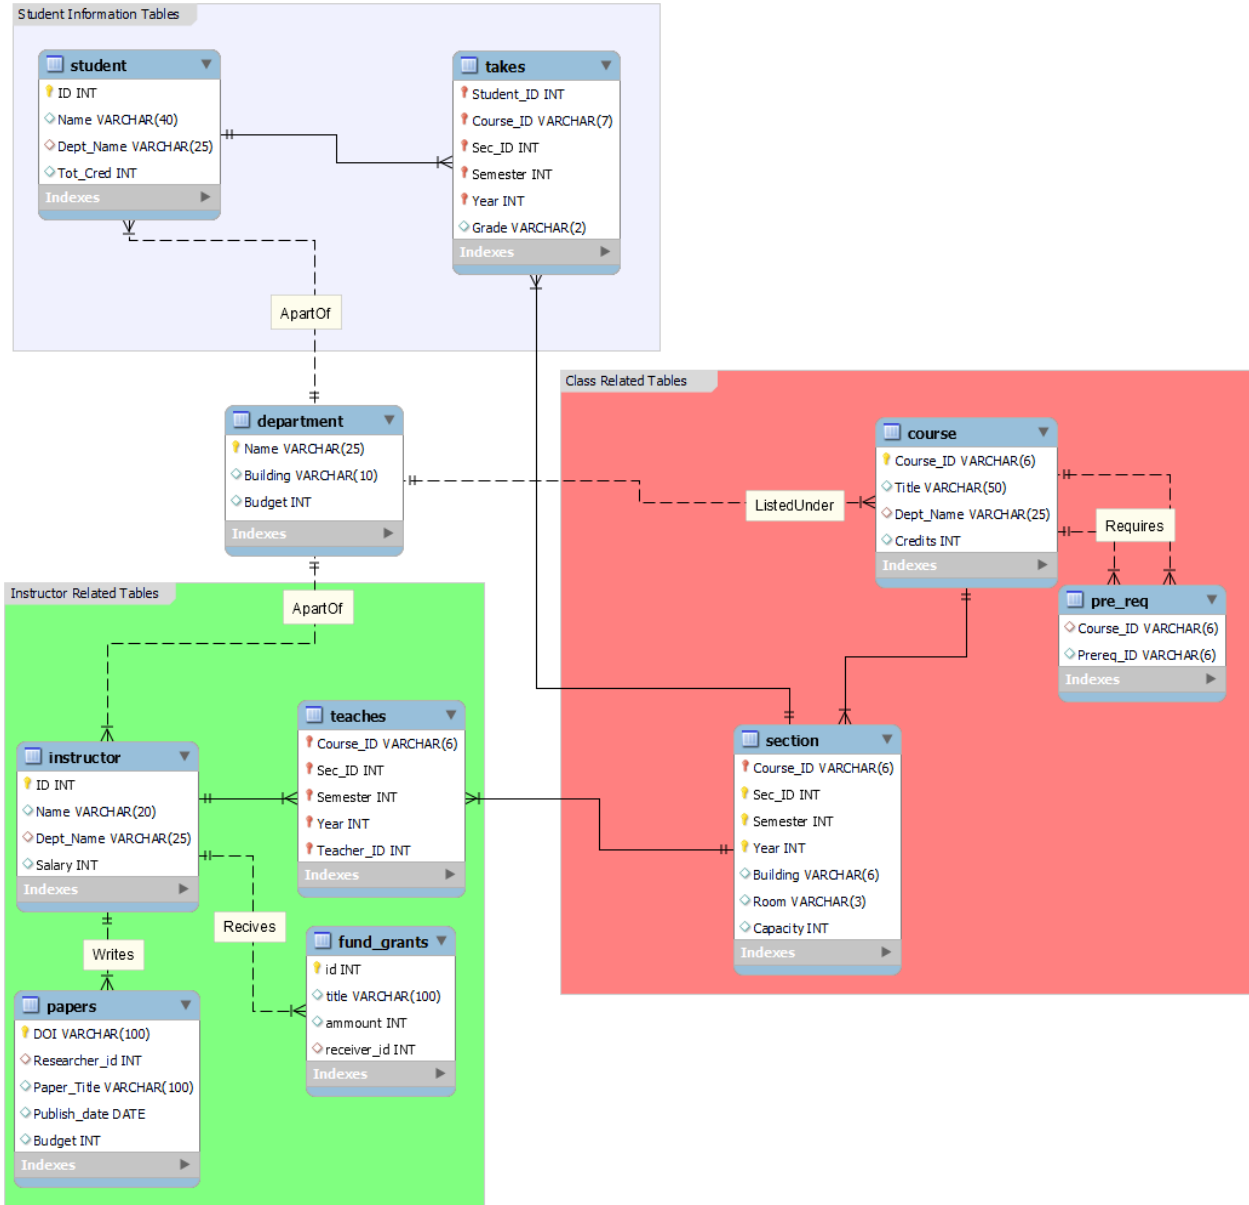 Student Information Tables
student
ID INT
Name VARCHAR(40)
Dept_Name VARCHAR(25)
Tot_Cred INT
Indexes
takes
Student_ID INT
Course_ID VARCHAR(7)
Sec_ID INT
Semester INT
Year INT
Grade VARCHAR(2)
Indexes
ApartOf
department
Name VARCHAR(25)
Building VARCHAR(10)
Budget INT
Indexes
Class Related Tables
course
Course_ID VARCHAR(6)
Title VARCHAR(50)
Dept_Name VARCHAR(25)
Credits INT
Indexes
ListedUnder
Requires
pre_req
Course_ID VARCHAR(6)
Prereq_ID VARCHAR(6)
Indexes
section
Course_ID VARCHAR(6)
Sec_ID INT
Semester INT
Year INT
Building VARCHAR(6)
Room VARCHAR(3)
Capacity INT
Indexes
Instructor Related Tables
ApartOf
teaches
Course_ID VARCHAR(6)
Sec_ID INT
Semester INT
Year INT
Teacher_ID INT
Indexes
instructor
ID INT
Name VARCHAR(20)
Dept_Name VARCHAR(25)
Salary INT
Indexes
Recives
Writes
fund_grants
id INT
title VARCHAR(100)
ammount INT
receiver_id INT
Indexes
papers
DOI VARCHAR(100)
Researcher_id INT
Paper_Title VARCHAR(100)
Publish_date DATE
Budget INT
Indexes